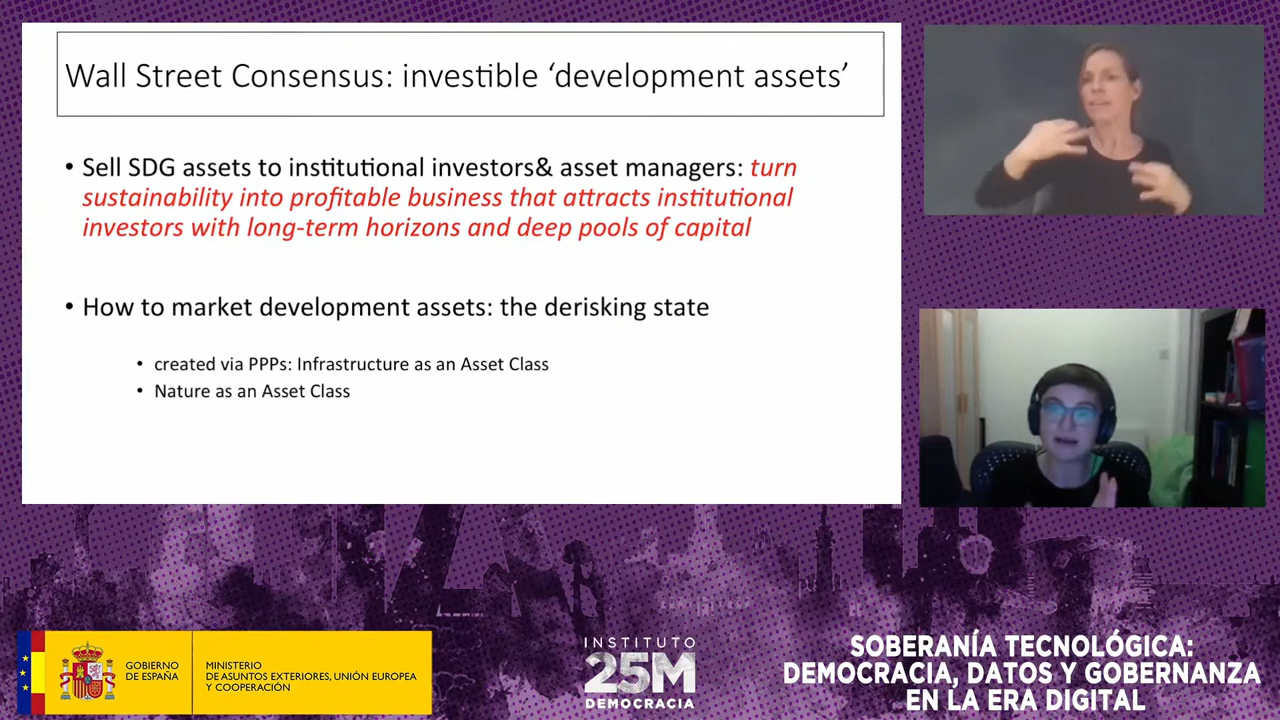 Wall Street Consensus: investible ‘development assets’
• Sell SDG assets to institutional investors& asset managers: turn
sustainability into profitable business that attracts institutional
investors with long-term horizons and deep pools of capital
• How to market development assets: the derisking state
• created via PPPs: Infrastructure as an Asset Class
• Nature as an Asset Class
GOBIERNO
DE ESPAÑA
MINISTERIO
DE ASUNTOS EXTERIORES, UNIÓN EUROPEA
Y COOPERACIÓN
INSTITUTO
25M
DEMOCRACIA
SOBERANÍA TECNOLÓGICA:
DEMOCRACIA, DATOS Y GOBERNANZA
EN LA ERA DIGITAL